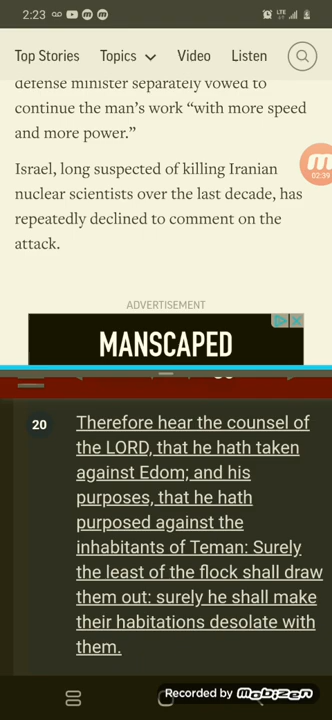 2:23
LTE
Top Stories Topics Video Listen
defense minister separately vowed to
continue the man's work “with more speed
and more power.”
02:39
Israel, long suspected of killing Iranian
nuclear scientists over the last decade, has
repeatedly declined to comment on the
attack.
ADVERTISEMENT
MANSCAPED
20 Therefore hear the counsel of
the LORD, that he hath taken
against Edom; and his
purposes, that he hath
purposed against the
inhabitants of Teman: Surely
the least of the flock shall draw
them out: surely he shall make
their habitations desolate with
them.
Recorded by mobizen